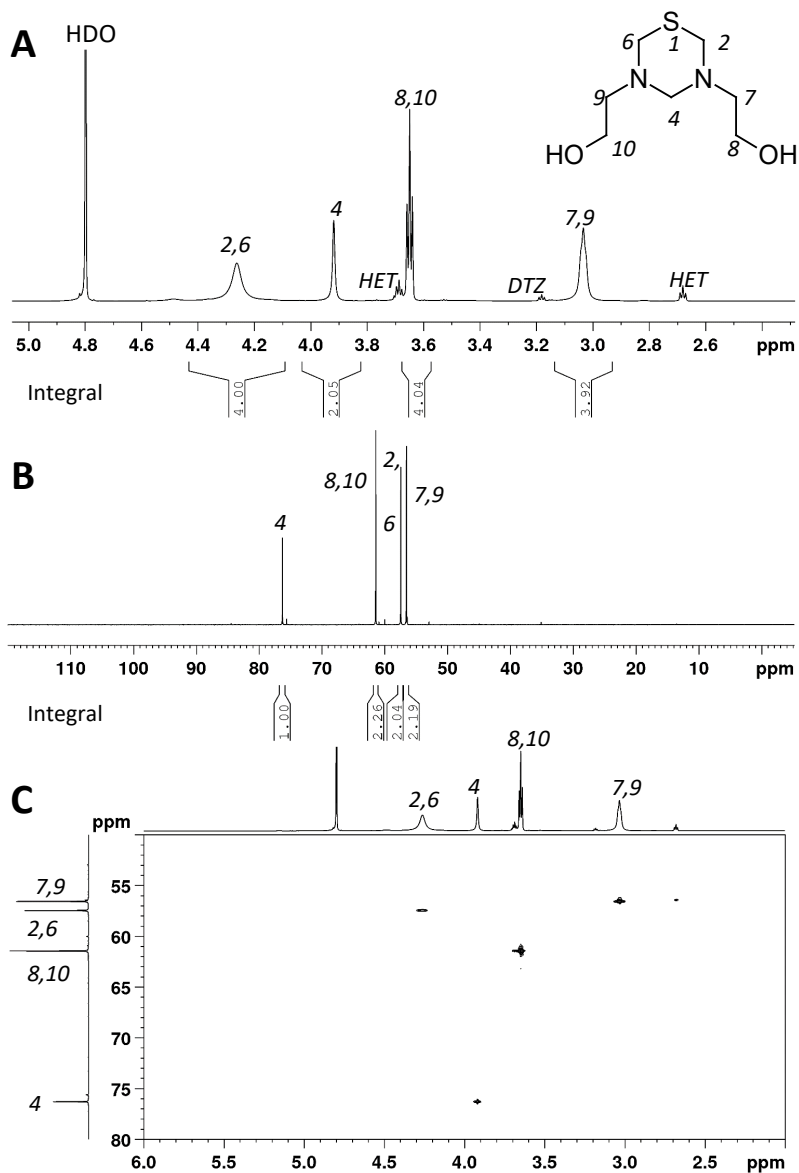 A
HDO
S
6
1
2
N
N
9
4
7
HO
10
8
OH
8,10
4
7,9
2,6
HET
DTZ
HET
5.0 4.8 4.6 4.4 4.2 4.0 3.8 3.6 3.4 3.2 3.0 2.8 2.6 ppm
Integral
4.00 2.05 4.04 3.92
B
8,10
2,
6
7,9
4
110 100 90 80 70 60 50 40 30 20 10 ppm
Integral
1.00 2.26 2.04 2.19
C
8,10
4
2,6
7,9
ppm
7,9
2,6
8,10
4
55
60
65
70
75
80
6.0 5.5 5.0 4.5 4.0 3.5 3.0 2.5 ppm